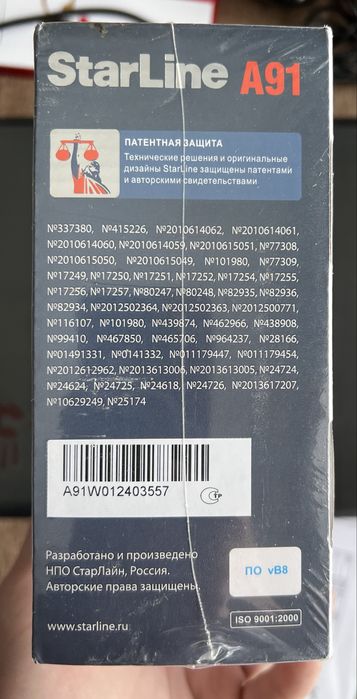 StarLine A91
ПАТЕНТНАЯ ЗАЩИТА
Технические решения и оригинальные
дизайны StarLine защищены патентами
и авторскими свидетельствами
№337380, №415226, №2010614062, №2010614061,
№2010614060, №2010614059, №2010615051, №77308,
№2010615050, №2010615049, №101980, №77309,
№17249, №17250, №17251, №17252, №17254, №17255,
№17256, №17257, №80247, №80248, №82935, №82936,
№82934, №2012502364, №2012502363, №2012500771,
№116107, №101980, №439874, №462966, №438908,
№99410, №467850, №465706, №964237, №28166,
№01491331, №0141332, №011179447, №011179454,
№2012612962, №2013613006, №2013613005, №24724,
№24624, №24725, №24618, №24726, №2013617207,
№10629249, №25174
A91W012403557
ТР
Разработано и произведено
НПО СтарЛайн, Россия.
Авторские права защищены.
ПО vB8
www.starline.ru
ISO 9001:2000